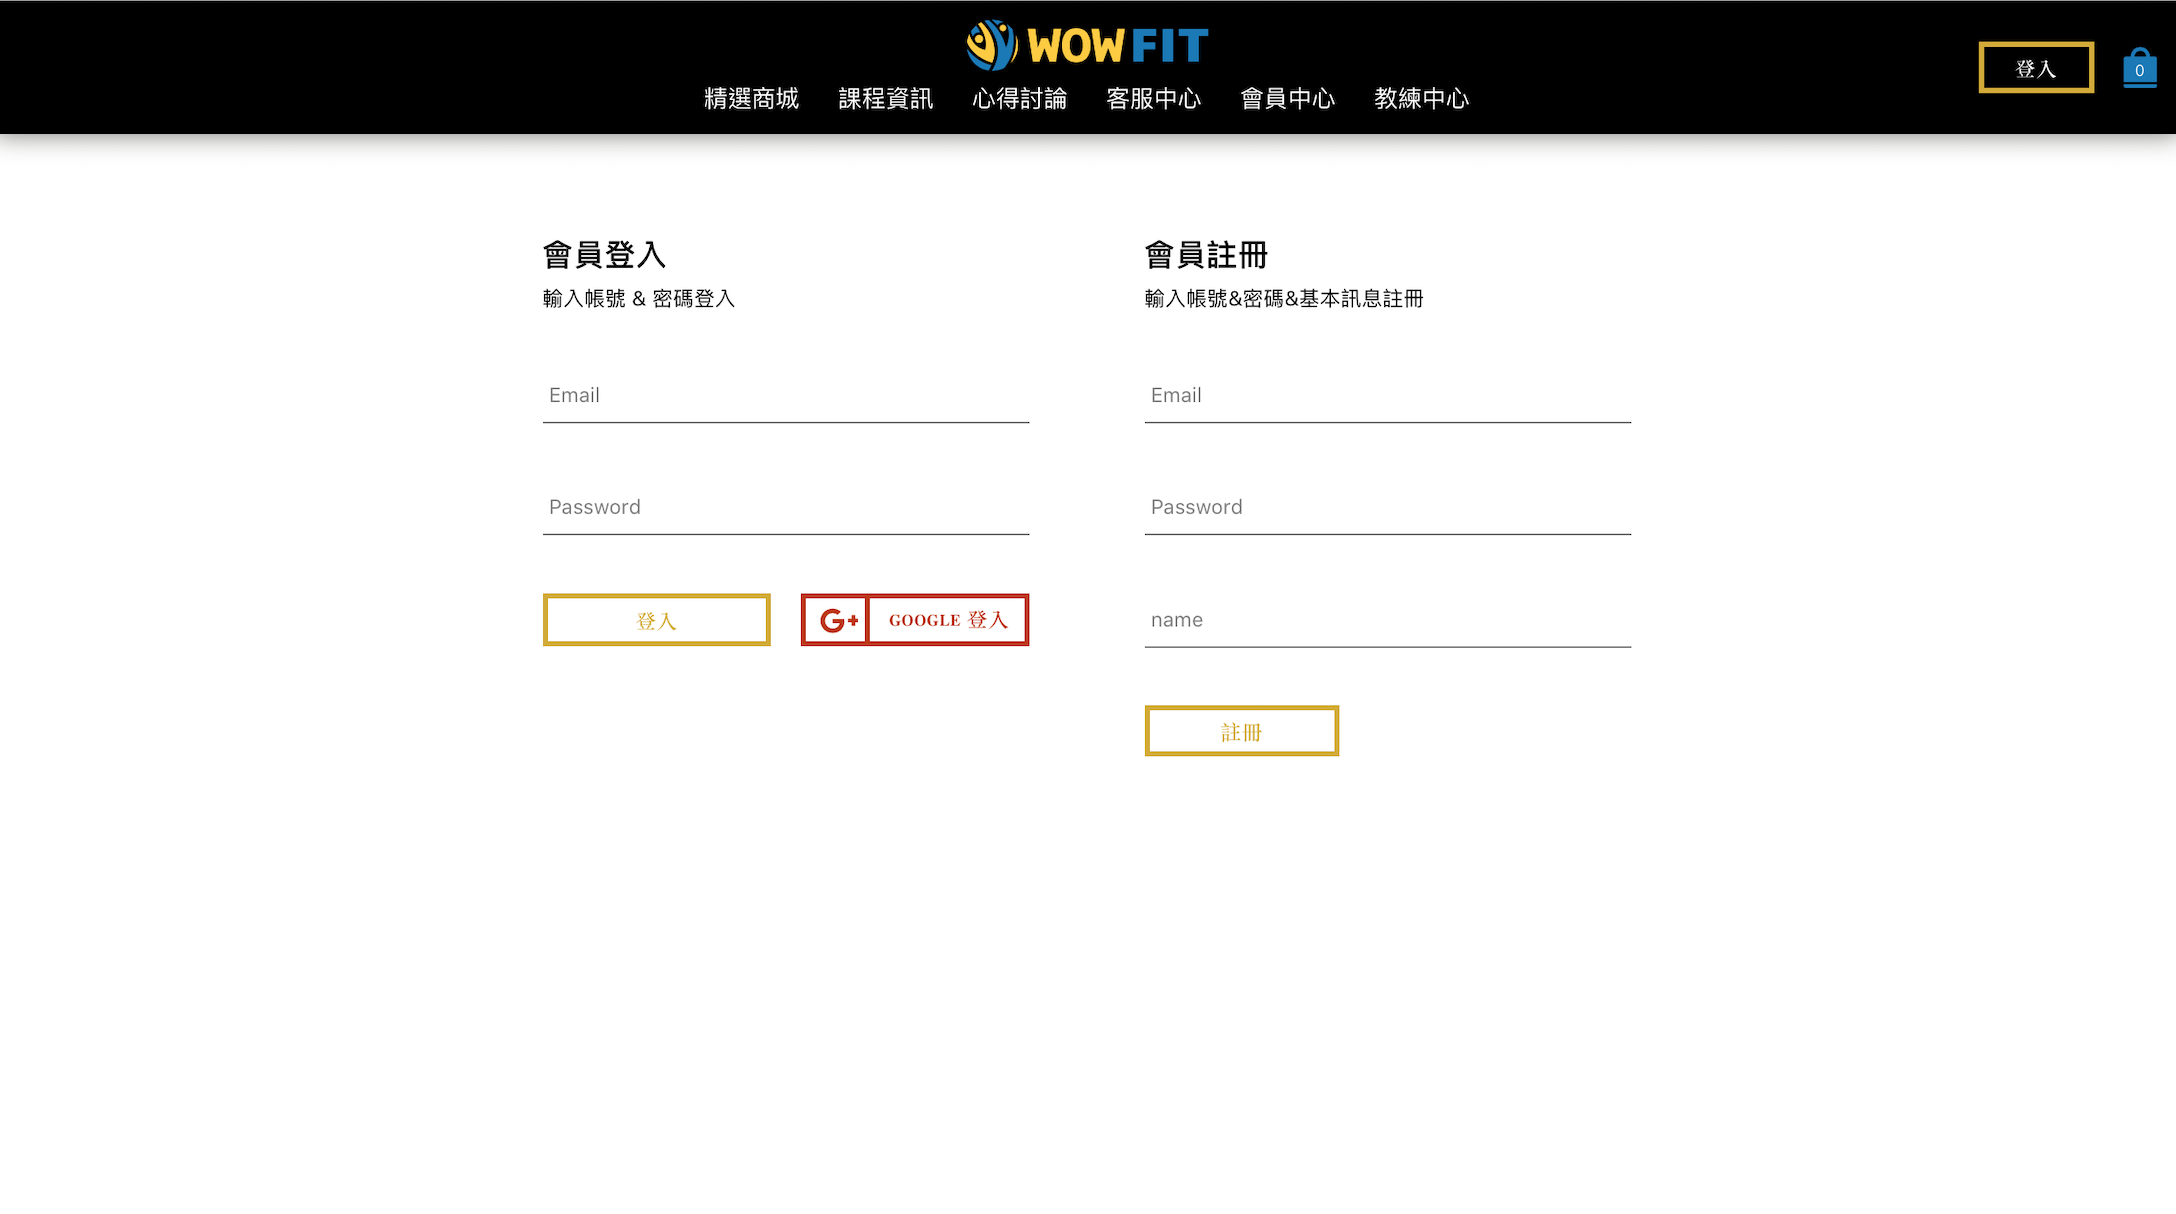 WOWFIT
精選商城 課程資訊 心得討論 客服中心 會員中心 教練中心
登入
0
會員登入
輸入帳號 & 密碼登入
Email
Password
登入
G+ GOOGLE 登入
會員註冊
輸入帳號&密碼&基本訊息註冊
Email
Password
name
註冊